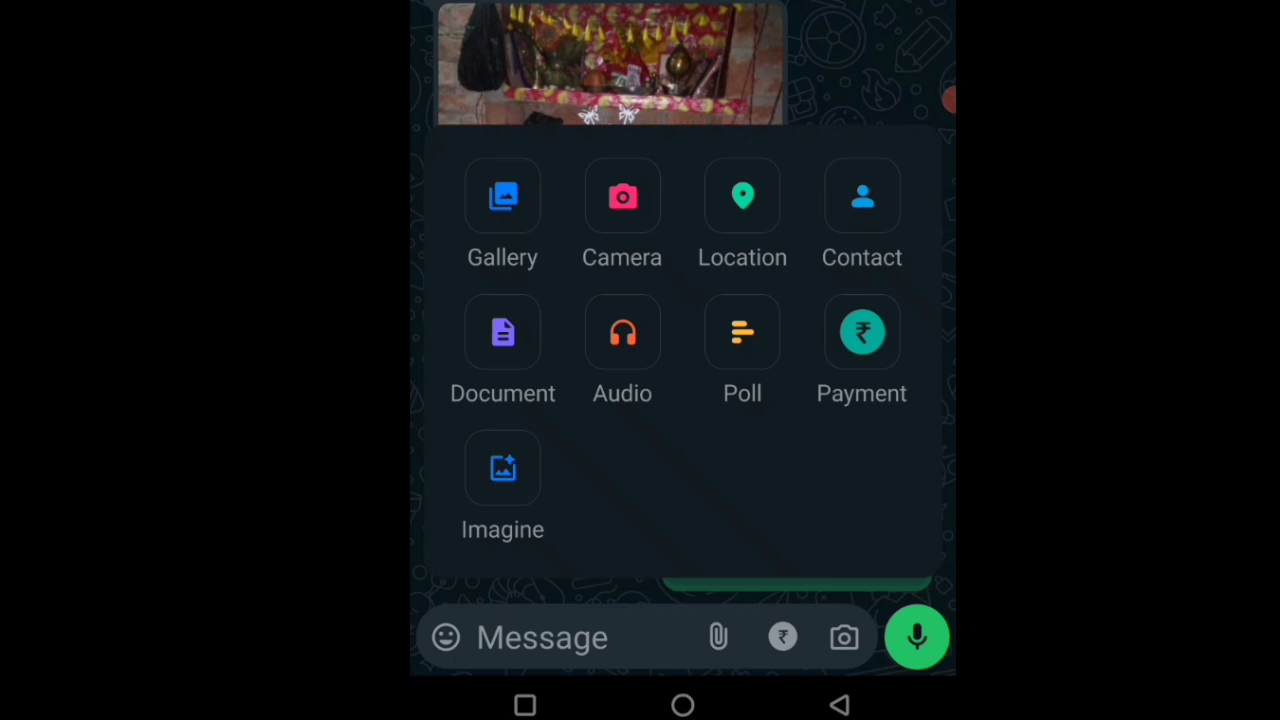 Gallery Camera Location Contact
Document Audio Poll Payment
Imagine
Message